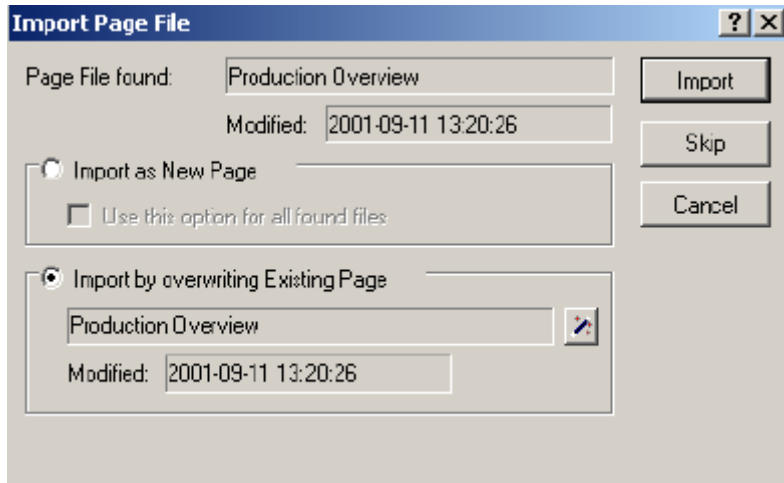 Import Page File
Page File found: Production Overview Import
Modified: 2001-09-11 13:20:26
Skip
Import as New Page
Use this option for all found files
Cancel
Import by overwriting Existing Page
Production Overview
Modified: 2001-09-11 13:20:26